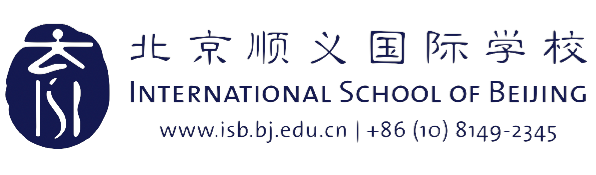 北京顺义国际学校
INTERNATIONAL SCHOOL OF BEIJING
www.isb.bj.edu.cn | +86 (10) 8149-2345
ISB